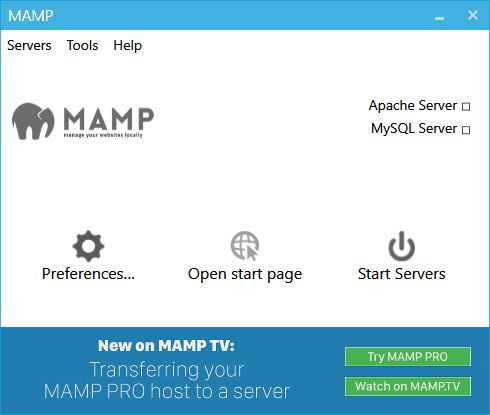 MAMP
Servers Tools Help
MAMP
manage your websites locally
Apache Server
MySQL Server
Preferences...
Open start page
Start Servers
New on MAMP TV:
Transferring your
MAMP PRO host to a server
Try MAMP PRO
Watch on MAMP.TV